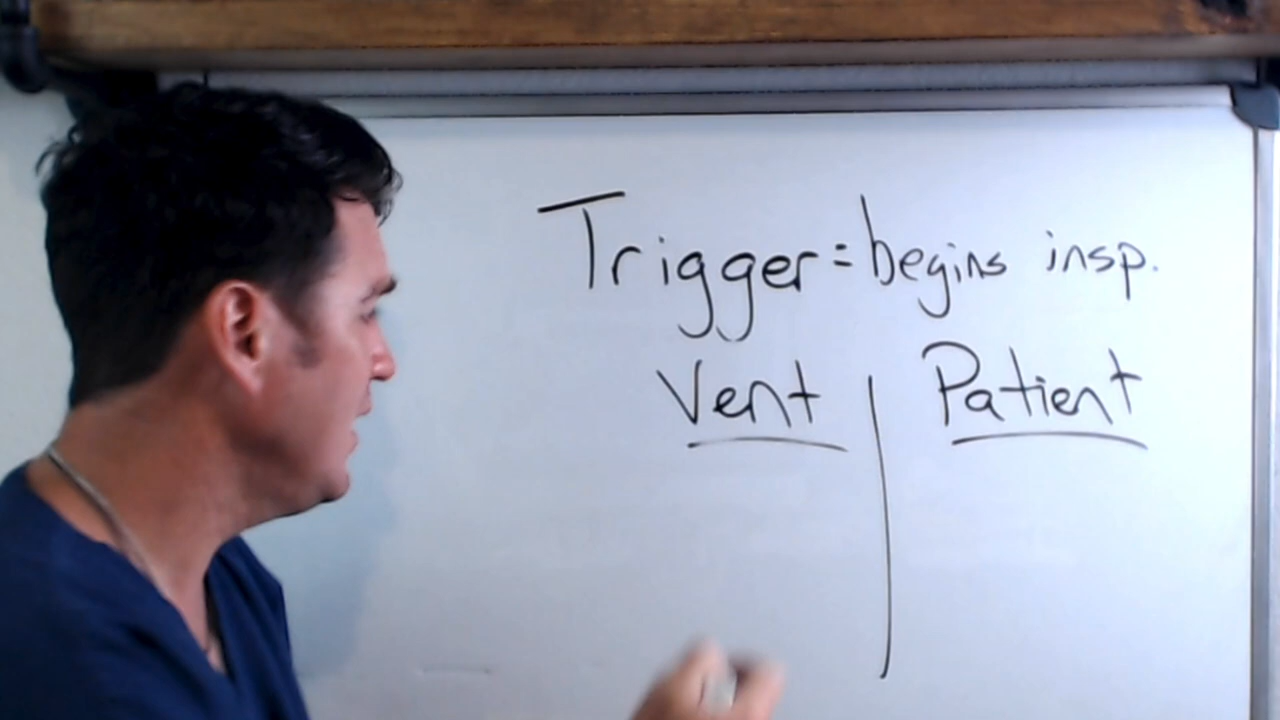 Trigger = begins insp.
Vent Patient